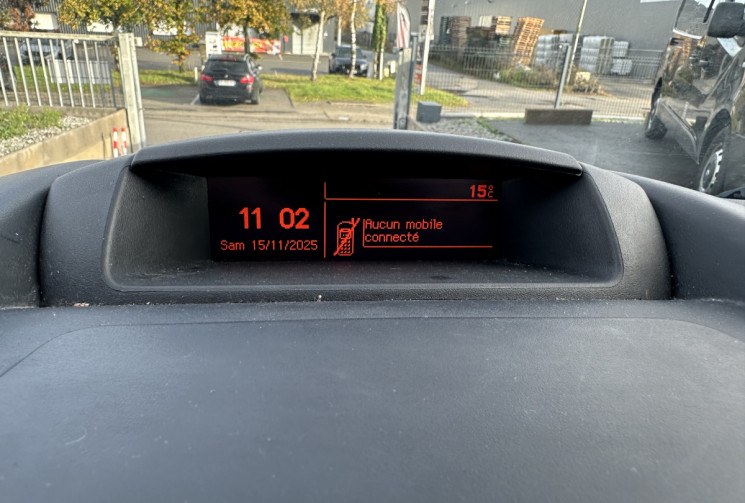 15°C
11 02
Sam 15/11/2025
Aucun mobile
connecté